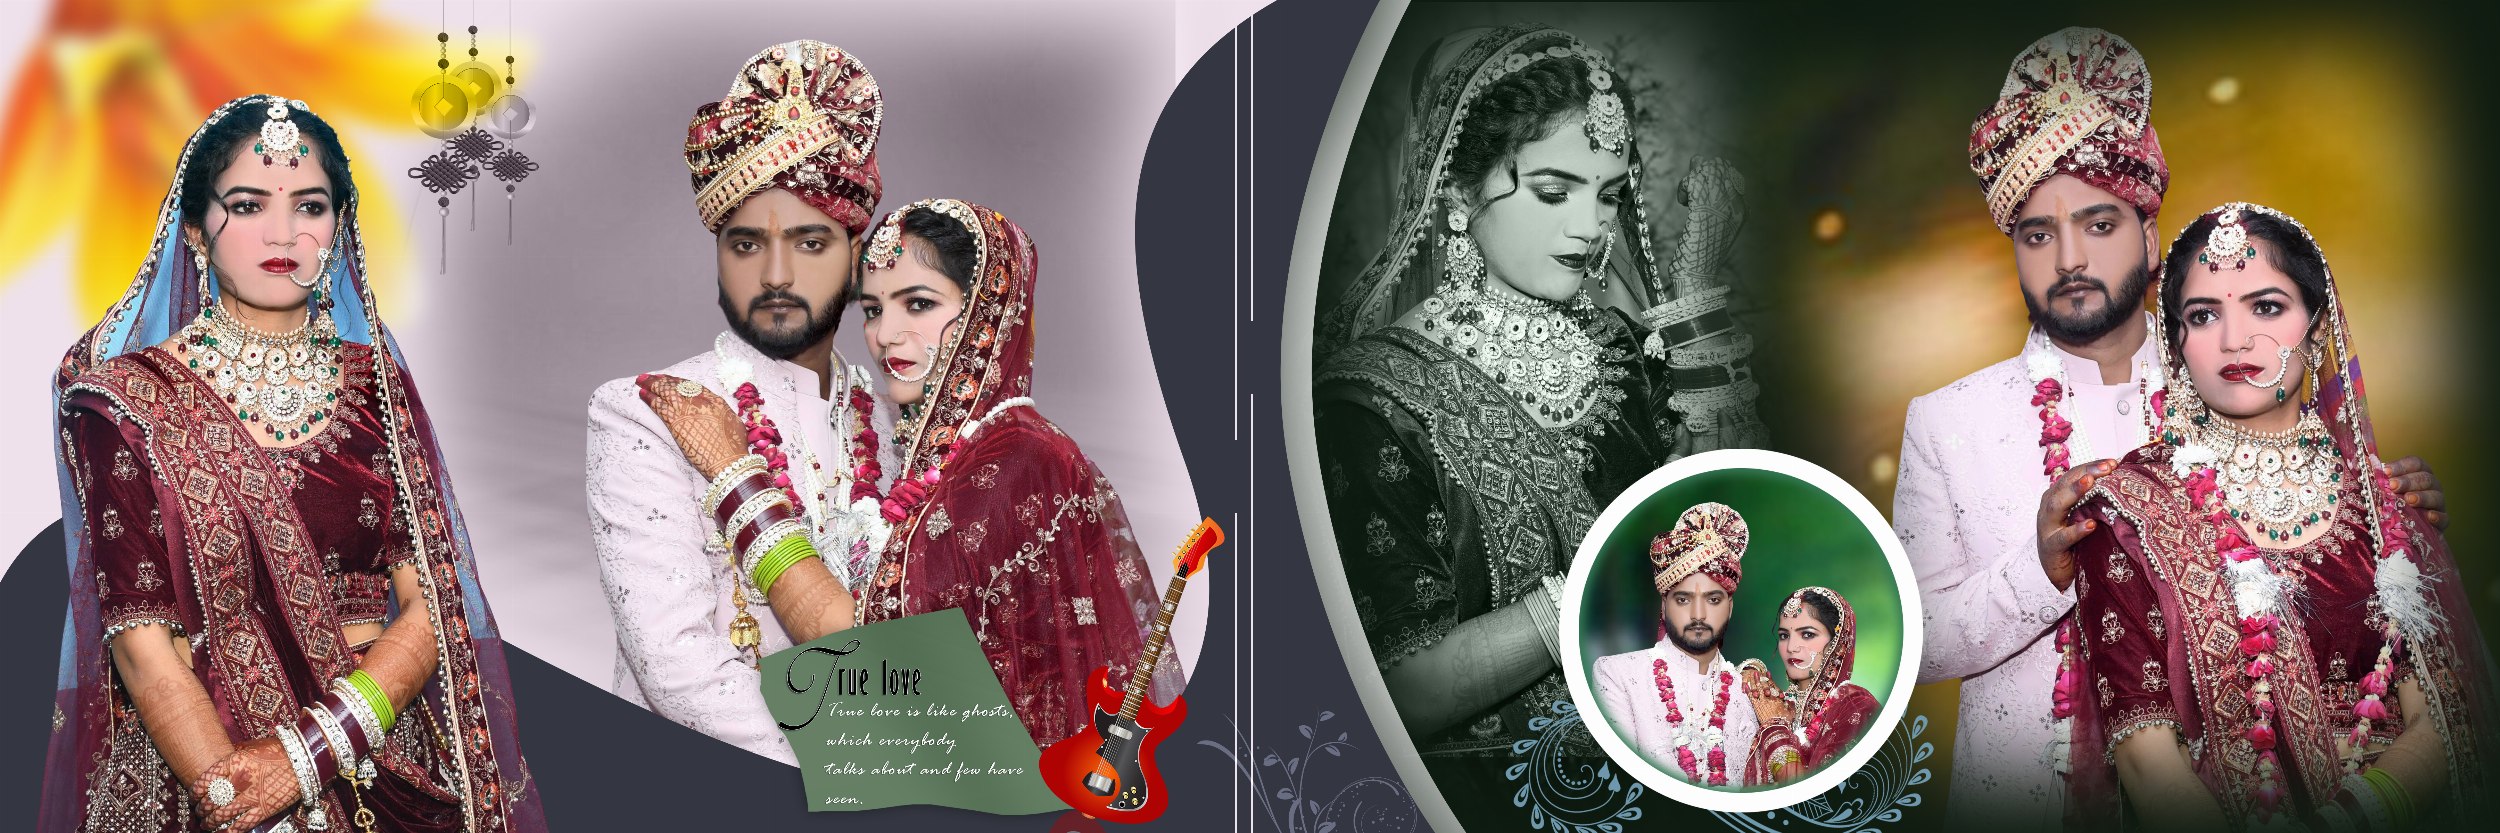 True love
True love is like ghosts,
which everybody
talks about and few have
seen.